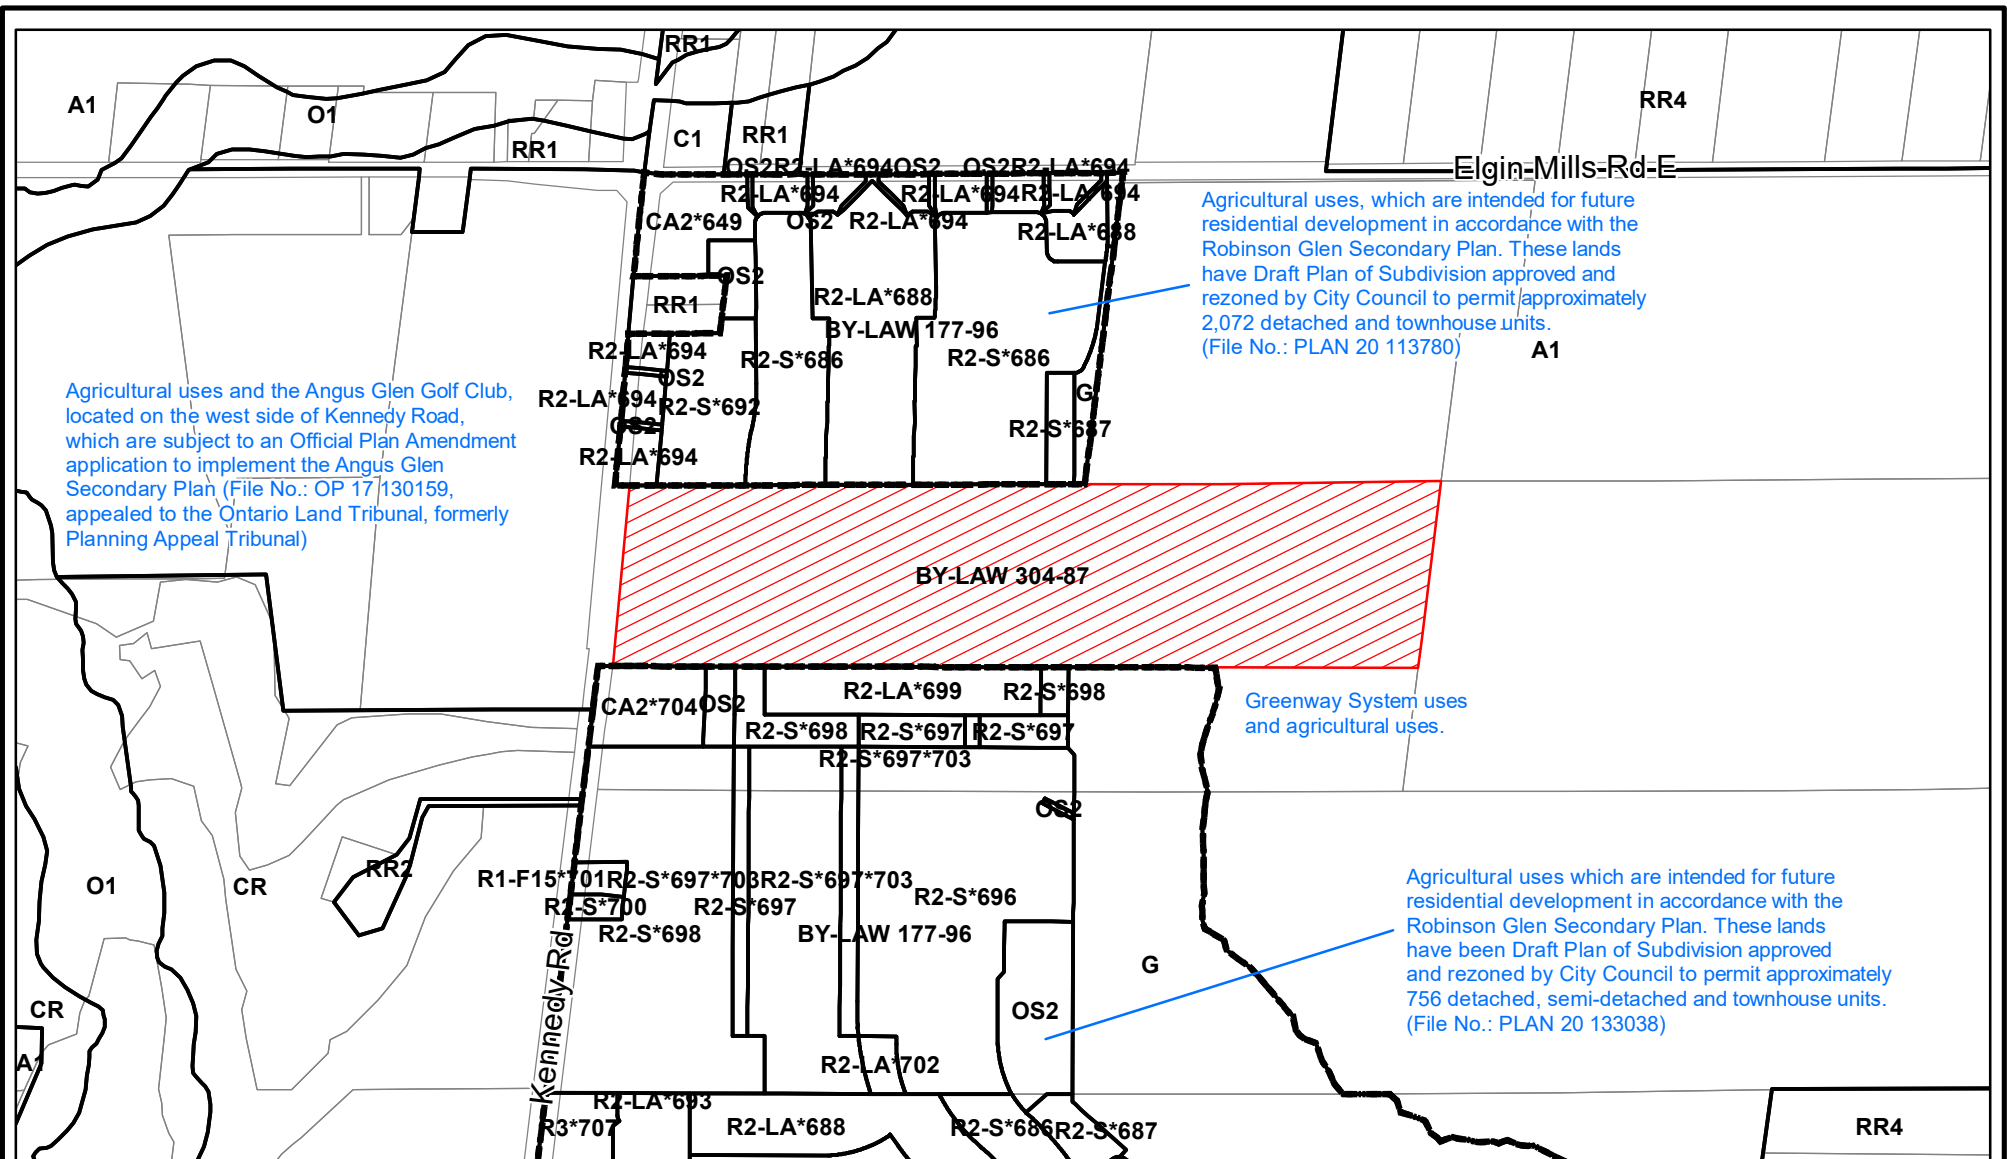 RR1
A1
O1
RR4
C1
RR1
RR1
OS2R2-LA*694OS2
OS2R2-LA*694
Elgin Mills Rd E
R2-LA*694
R2-LA*694R2-LA*694
CA2*649
OS2
R2-LA*694
R2-LA*688
Agricultural uses, which are intended for future
residential development in accordance with the
Robinson Glen Secondary Plan. These lands
have Draft Plan of Subdivision approved and
rezoned by City Council to permit approximately
2,072 detached and townhouse units.
(File No.: PLAN 20 113780)
A1
OS2
RR1
R2-LA*688
BY-LAW 177-96
R2-LA*694
R2-S*686
R2-S*686
OS2
R2-LA*694
R2-S*692
G
OS2
R2-S*687
R2-LA*694
Agricultural uses and the Angus Glen Golf Club,
located on the west side of Kennedy Road,
which are subject to an Official Plan Amendment
application to implement the Angus Glen
Secondary Plan (File No.: OP 17 130159,
appealed to the Ontario Land Tribunal, formerly
Planning Appeal Tribunal)
BY-LAW 304-87
CA2*704
OS2
R2-LA*699
R2-S*698
Greenway System uses
and agricultural uses.
R2-S*698
R2-S*697
R2-S*697
R2-S*697*703
OS2
RR2
O1
CR
R1-F15*701R2-S*697*703R2-S*697*703
R2-S*696
R2-S*700
R2-S*697
R2-S*698
BY-LAW 177-96
Agricultural uses which are intended for future
residential development in accordance with the
Robinson Glen Secondary Plan. These lands
have been Draft Plan of Subdivision approved
and rezoned by City Council to permit approximately
756 detached, semi-detached and townhouse units.
(File No.: PLAN 20 133038)
G
Kennedy Rd
CR
OS2
A1
R2-LA*702
R2-LA*693
R3*707
R2-LA*688
R2-S*686R2-S*687
RR4